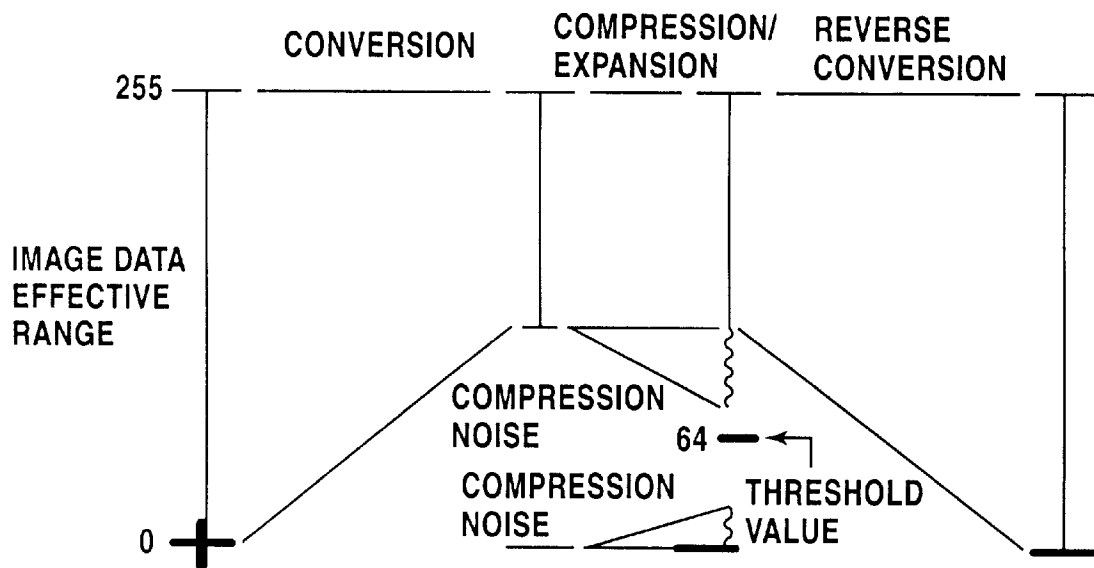 CONVERSION
COMPRESSION/
EXPANSION
REVERSE
CONVERSION
255
IMAGE DATA
EFFECTIVE
RANGE
COMPRESSION
NOISE
64
COMPRESSION
NOISE
THRESHOLD
VALUE
0